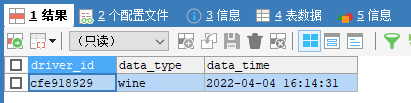 1 结果 2 个配置文件 3 信息 4 表数据 5 信息
（只读）
driver_id data_type data_time
cfe918929 wine 2022-04-04 16:14:31